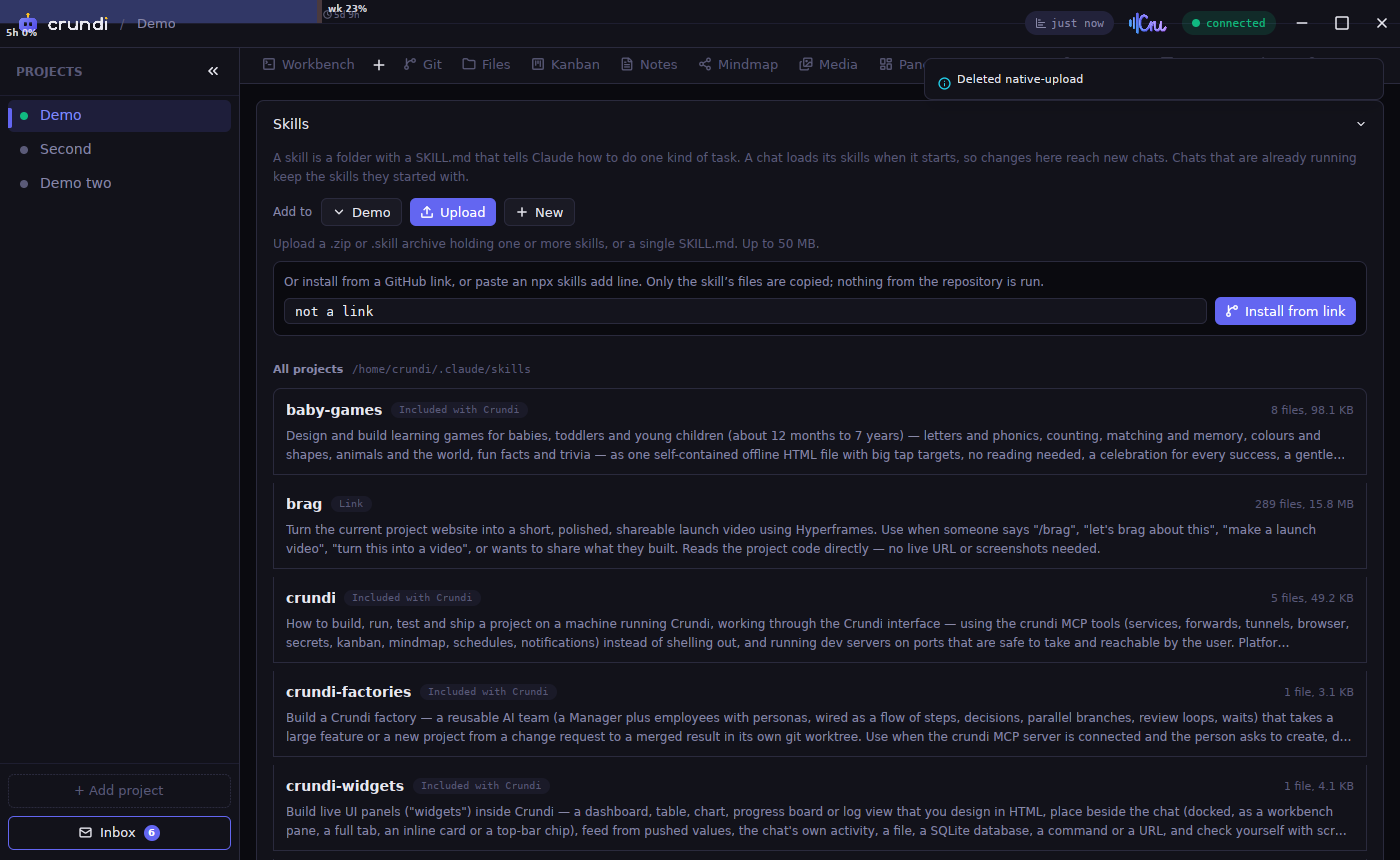 wk 23%
5d 9h
crundi / Demo
5h 0%
just now
Cru
connected
PROJECTS
Workbench
Git
Files
Kanban
Notes
Mindmap
Media
Deleted native-upload
Demo
Second
Demo two
Skills
A skill is a folder with a SKILL.md that tells Claude how to do one kind of task. A chat loads its skills when it starts, so changes here reach new chats. Chats that are already running
keep the skills they started with.
Add to
Demo
Upload
+ New
Upload a .zip or .skill archive holding one or more skills, or a single SKILL.md. Up to 50 MB.
Or install from a GitHub link, or paste an npx skills add line. Only the skill’s files are copied; nothing from the repository is run.
not a link
Install from link
All projects /home/crundi/.claude/skills
baby-games Included with Crundi 8 files, 98.1 KB
Design and build learning games for babies, toddlers and young children (about 12 months to 7 years) — letters and phonics, counting, matching and memory, colours and
shapes, animals and the world, fun facts and trivia — as one self-contained offline HTML file with big tap targets, no reading needed, a celebration for every success, a gentle...
brag Link 289 files, 15.8 MB
Turn the current project website into a short, polished, shareable launch video using Hyperframes. Use when someone says "/brag", "let's brag about this", "make a launch
video", "turn this into a video", or wants to share what they built. Reads the project code directly — no live URL or screenshots needed.
crundi Included with Crundi 5 files, 49.2 KB
How to build, run, test and ship a project on a machine running Crundi, working through the Crundi interface — using the crundi MCP tools (services, forwards, tunnels, browser,
secrets, kanban, mindmap, schedules, notifications) instead of shelling out, and running dev servers on ports that are safe to take and reachable by the user. Platfor...
crundi-factories Included with Crundi 1 file, 3.1 KB
Build a Crundi factory — a reusable AI team (a Manager plus employees with personas, wired as a flow of steps, decisions, parallel branches, review loops, waits) that takes a
large feature or a new project from a change request to a merged result in its own git worktree. Use when the crundi MCP server is connected and the person asks to create, d...
crundi-widgets Included with Crundi 1 file, 4.1 KB
Build live UI panels ("widgets") inside Crundi — a dashboard, table, chart, progress board or log view that you design in HTML, place beside the chat (docked, as a workbench
pane, a full tab, an inline card or a top-bar chip), feed from pushed values, the chat's own activity, a file, a SQLite database, a command or a URL, and check yourself with scr...
+ Add project
Inbox 6